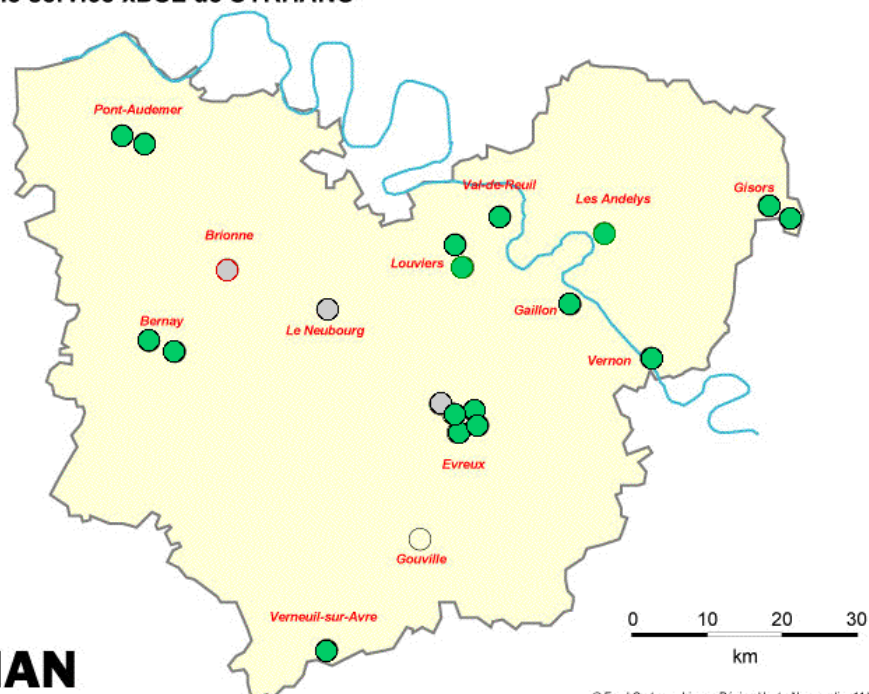 Pont-Audemer
Val-de-Reuil
Gisors
Les Andelys
Brionne
Louviers
Gaillon
Bernay
Le Neubourg
Vernon
Evreux
Gouville
Verneuil-sur-Avre
0 10 20 30
km